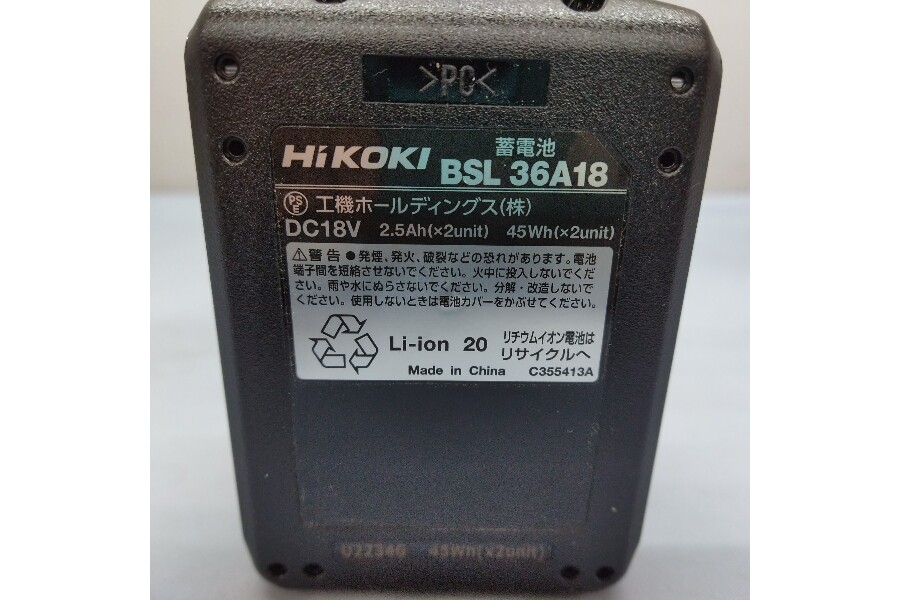 >PC<
HiKOKI
蓄電池
BSL 36A18
PSE 工機ホールディングス(株)
DC18V 2.5Ah(×2unit) 45Wh(×2unit)
⚠警告 ●発煙、発火、破裂などの恐れがあります。電池
端子間を短絡させないでください。火中に投入しないでくだ
さい。雨や水にぬらさないでください。分解・改造しないで
ください。使用しないときは電池カバーをかぶせてください。
Li-ion 20
リチウムイオン電池は
リサイクルへ
Made in China C355413A
45Wh(×2unit)